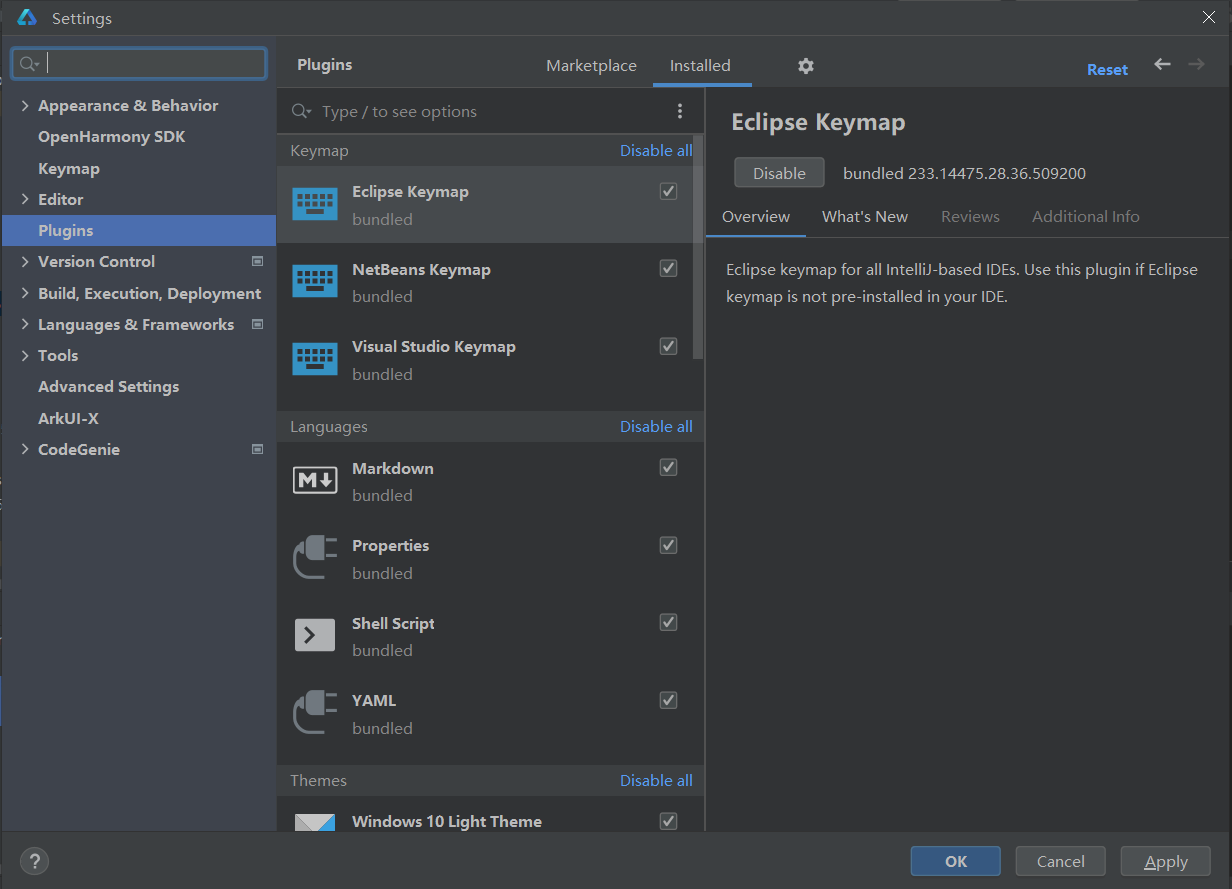 Settings
Plugins
Marketplace
Installed
Reset
Appearance & Behavior
OpenHarmony SDK
Keymap
Editor
Plugins
Version Control
Build, Execution, Deployment
Languages & Frameworks
Tools
Advanced Settings
ArkUI-X
CodeGenie
Type / to see options
Keymap
Disable all
Eclipse Keymap
bundled
NetBeans Keymap
bundled
Visual Studio Keymap
bundled
Languages
Disable all
Markdown
bundled
Properties
bundled
Shell Script
bundled
YAML
bundled
Themes
Disable all
Windows 10 Light Theme
Eclipse Keymap
Disable
bundled 233.14475.28.36.509200
Overview
What's New
Reviews
Additional Info
Eclipse keymap for all IntelliJ-based IDEs. Use this plugin if Eclipse
keymap is not pre-installed in your IDE.
?
OK
Cancel
Apply